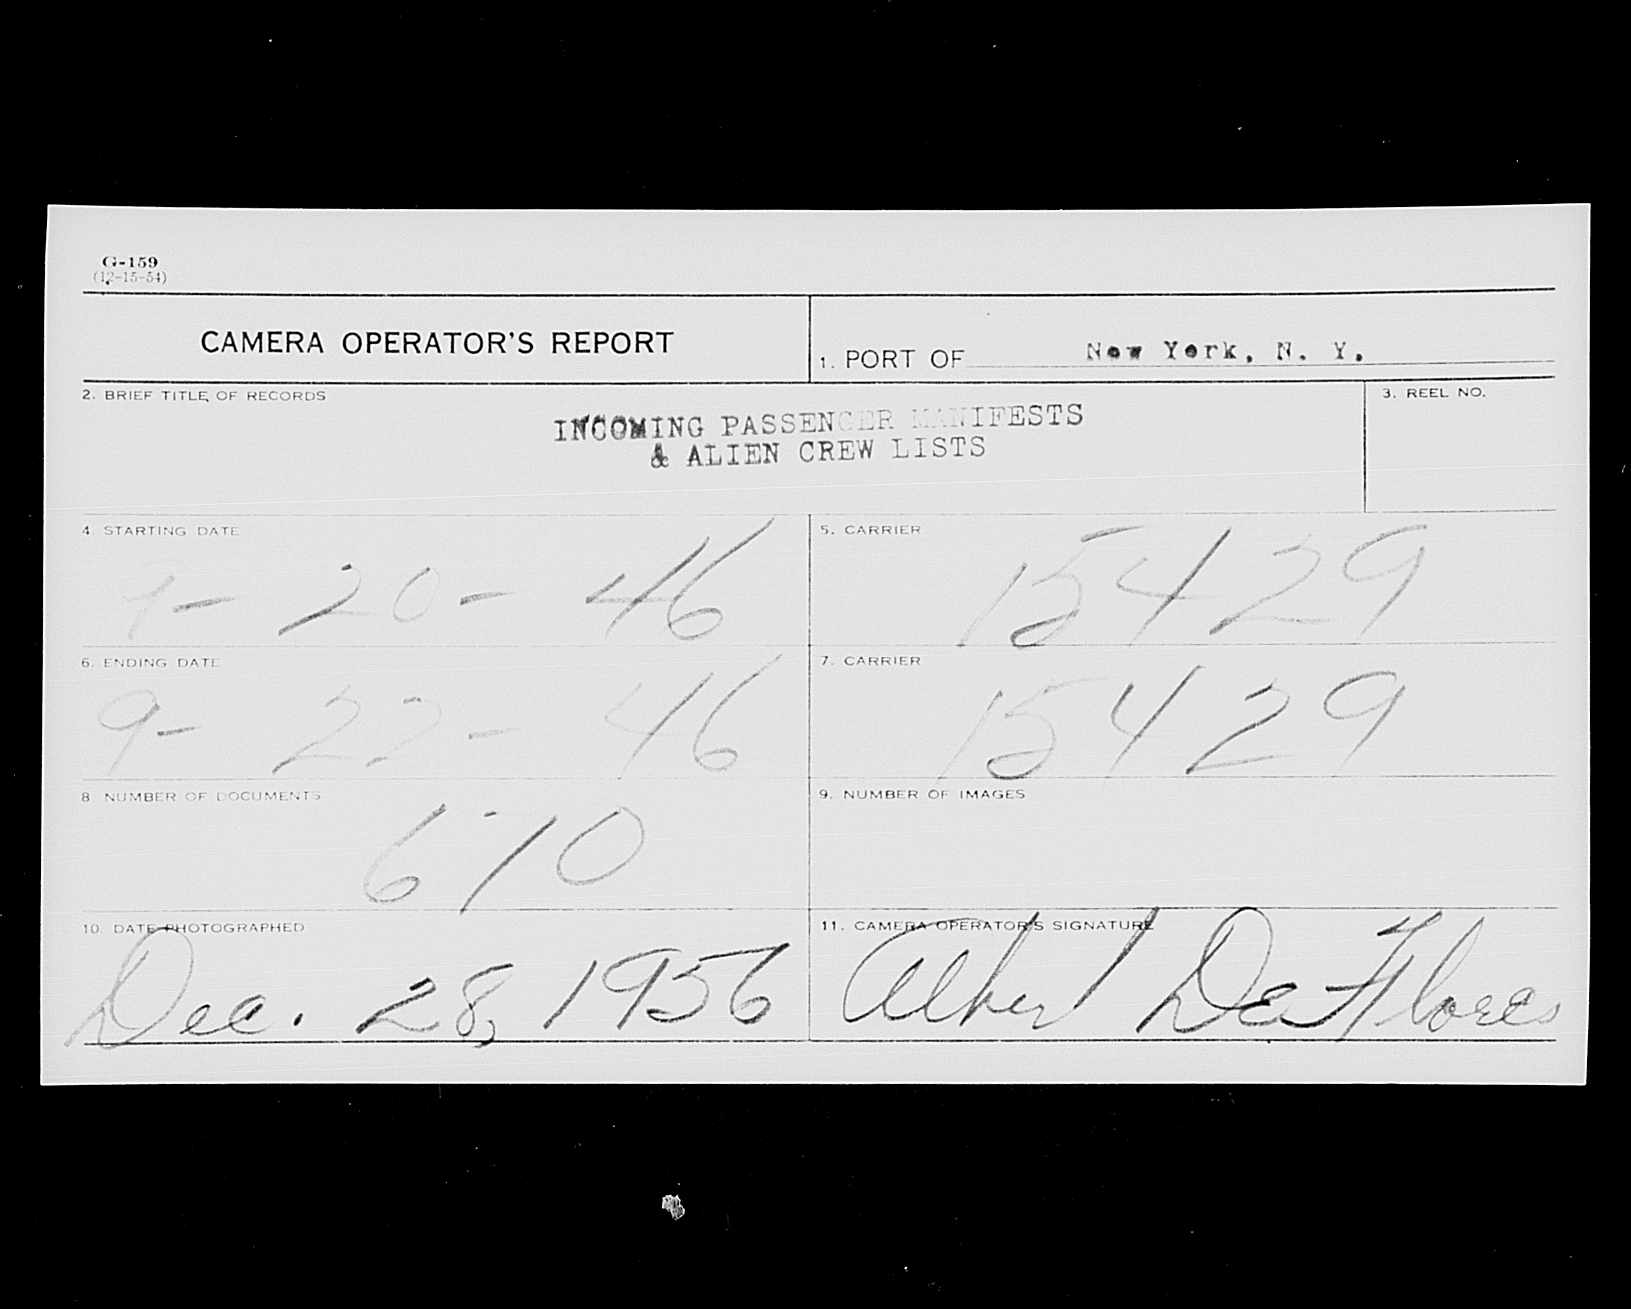 G-159
(12-15-54)
CAMERA OPERATOR'S REPORT
1. PORT OF New York, N. Y.
2. BRIEF TITLE OF RECORDS
3. REEL NO.
INCOMING PASSENGER MANIFESTS
& ALIEN CREW LISTS
4. STARTING DATE
5. CARRIER
9- 20 - 46
15429
6. ENDING DATE
7. CARRIER
9- 22 - 46
15429
8. NUMBER OF DOCUMENTS
9. NUMBER OF IMAGES
670
10. DATE PHOTOGRAPHED
11. CAMERA OPERATOR'S SIGNATURE
Dec. 28, 1956
Albert De Flores